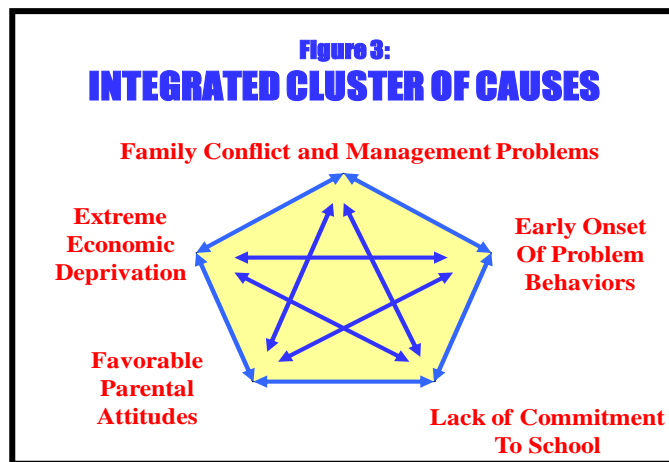 Figure 3:
INTEGRATED CLUSTER OF CAUSES
Family Conflict and Management Problems
Extreme
Economic
Deprivation
Early Onset
Of Problem
Behaviors
Favorable
Parental
Attitudes
Lack of Commitment
To School